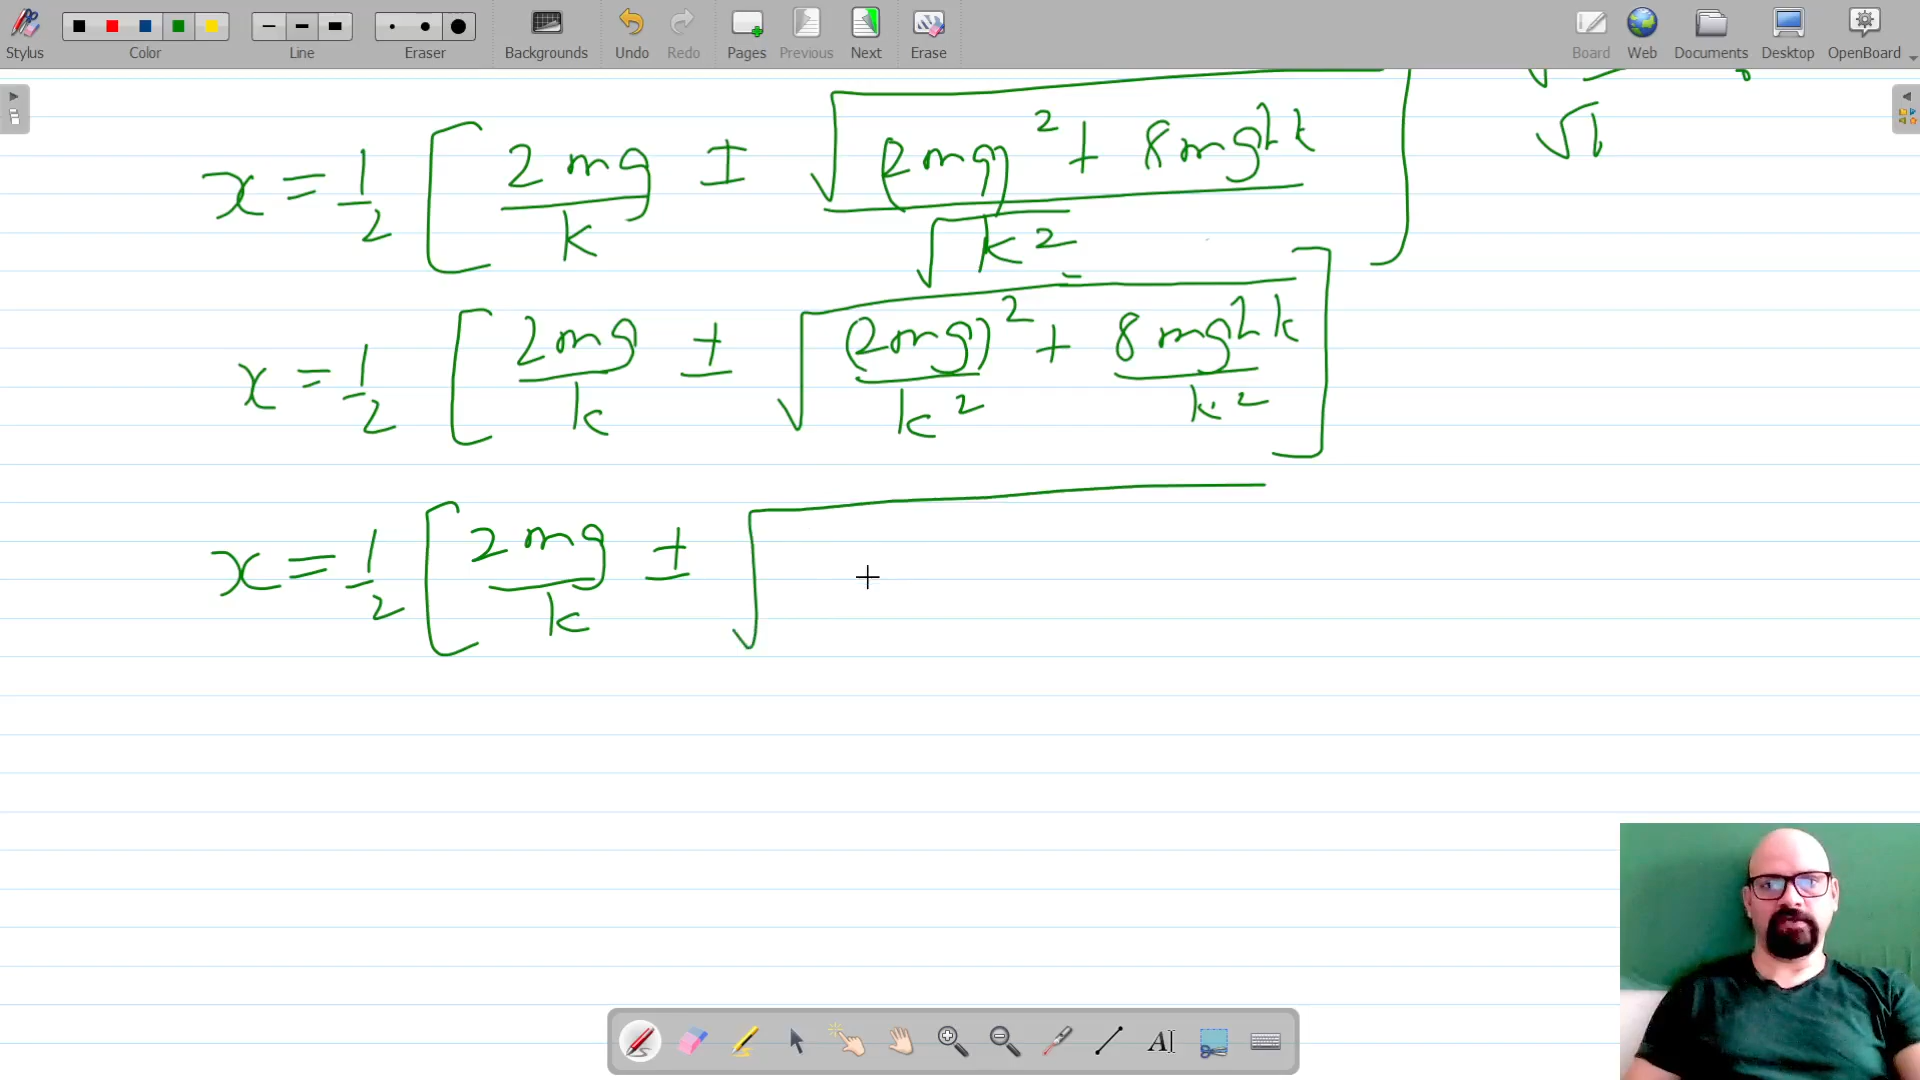 Stylus Color Line Eraser Backgrounds Undo Redo Pages Previous Next Erase Board Web Documents Desktop OpenBoard
x = 1/2 [ 2mg/k ± √((2mg)² + 8mghk)/√k² ]
x = 1/2 [ 2mg/k ± √((2mg)²/k² + 8mghk/k²) ]
x = 1/2 [ 2mg/k ± √